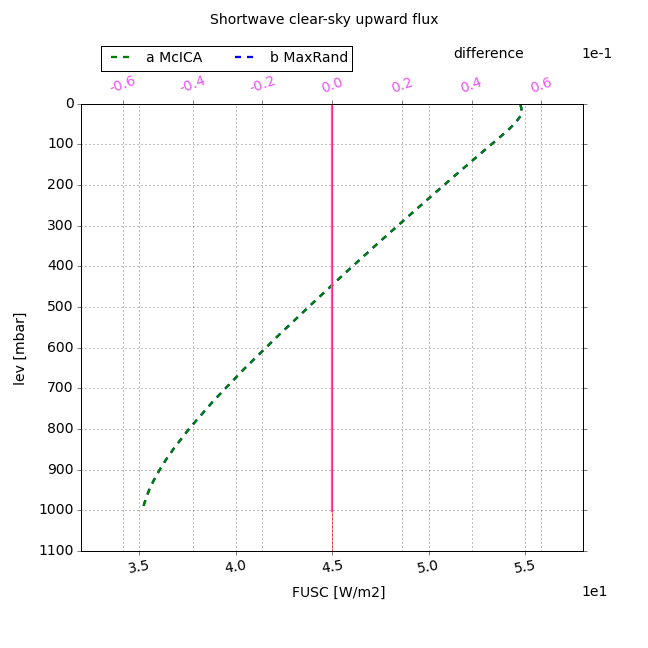 Shortwave clear-sky upward flux
a McICA b MaxRand
difference 1e-1
-0.6 -0.4 -0.2 0.0 0.2 0.4 0.6
0
100
200
300
400
500
600
700
800
900
1000
1100
lev [mbar]
3.5 4.0 4.5 5.0 5.5
FUSC [W/m2] 1e1